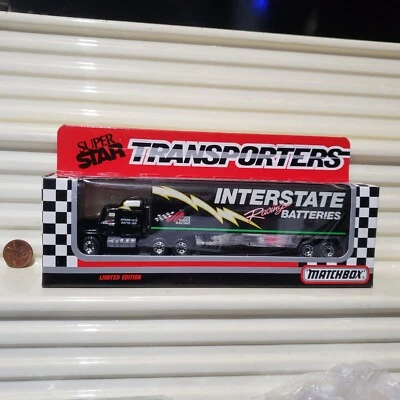 SUPER
STAR
TRANSPORTERS
INTERSTATE
Racing
BATTERIES
LIMITED EDITION
MATCHBOX